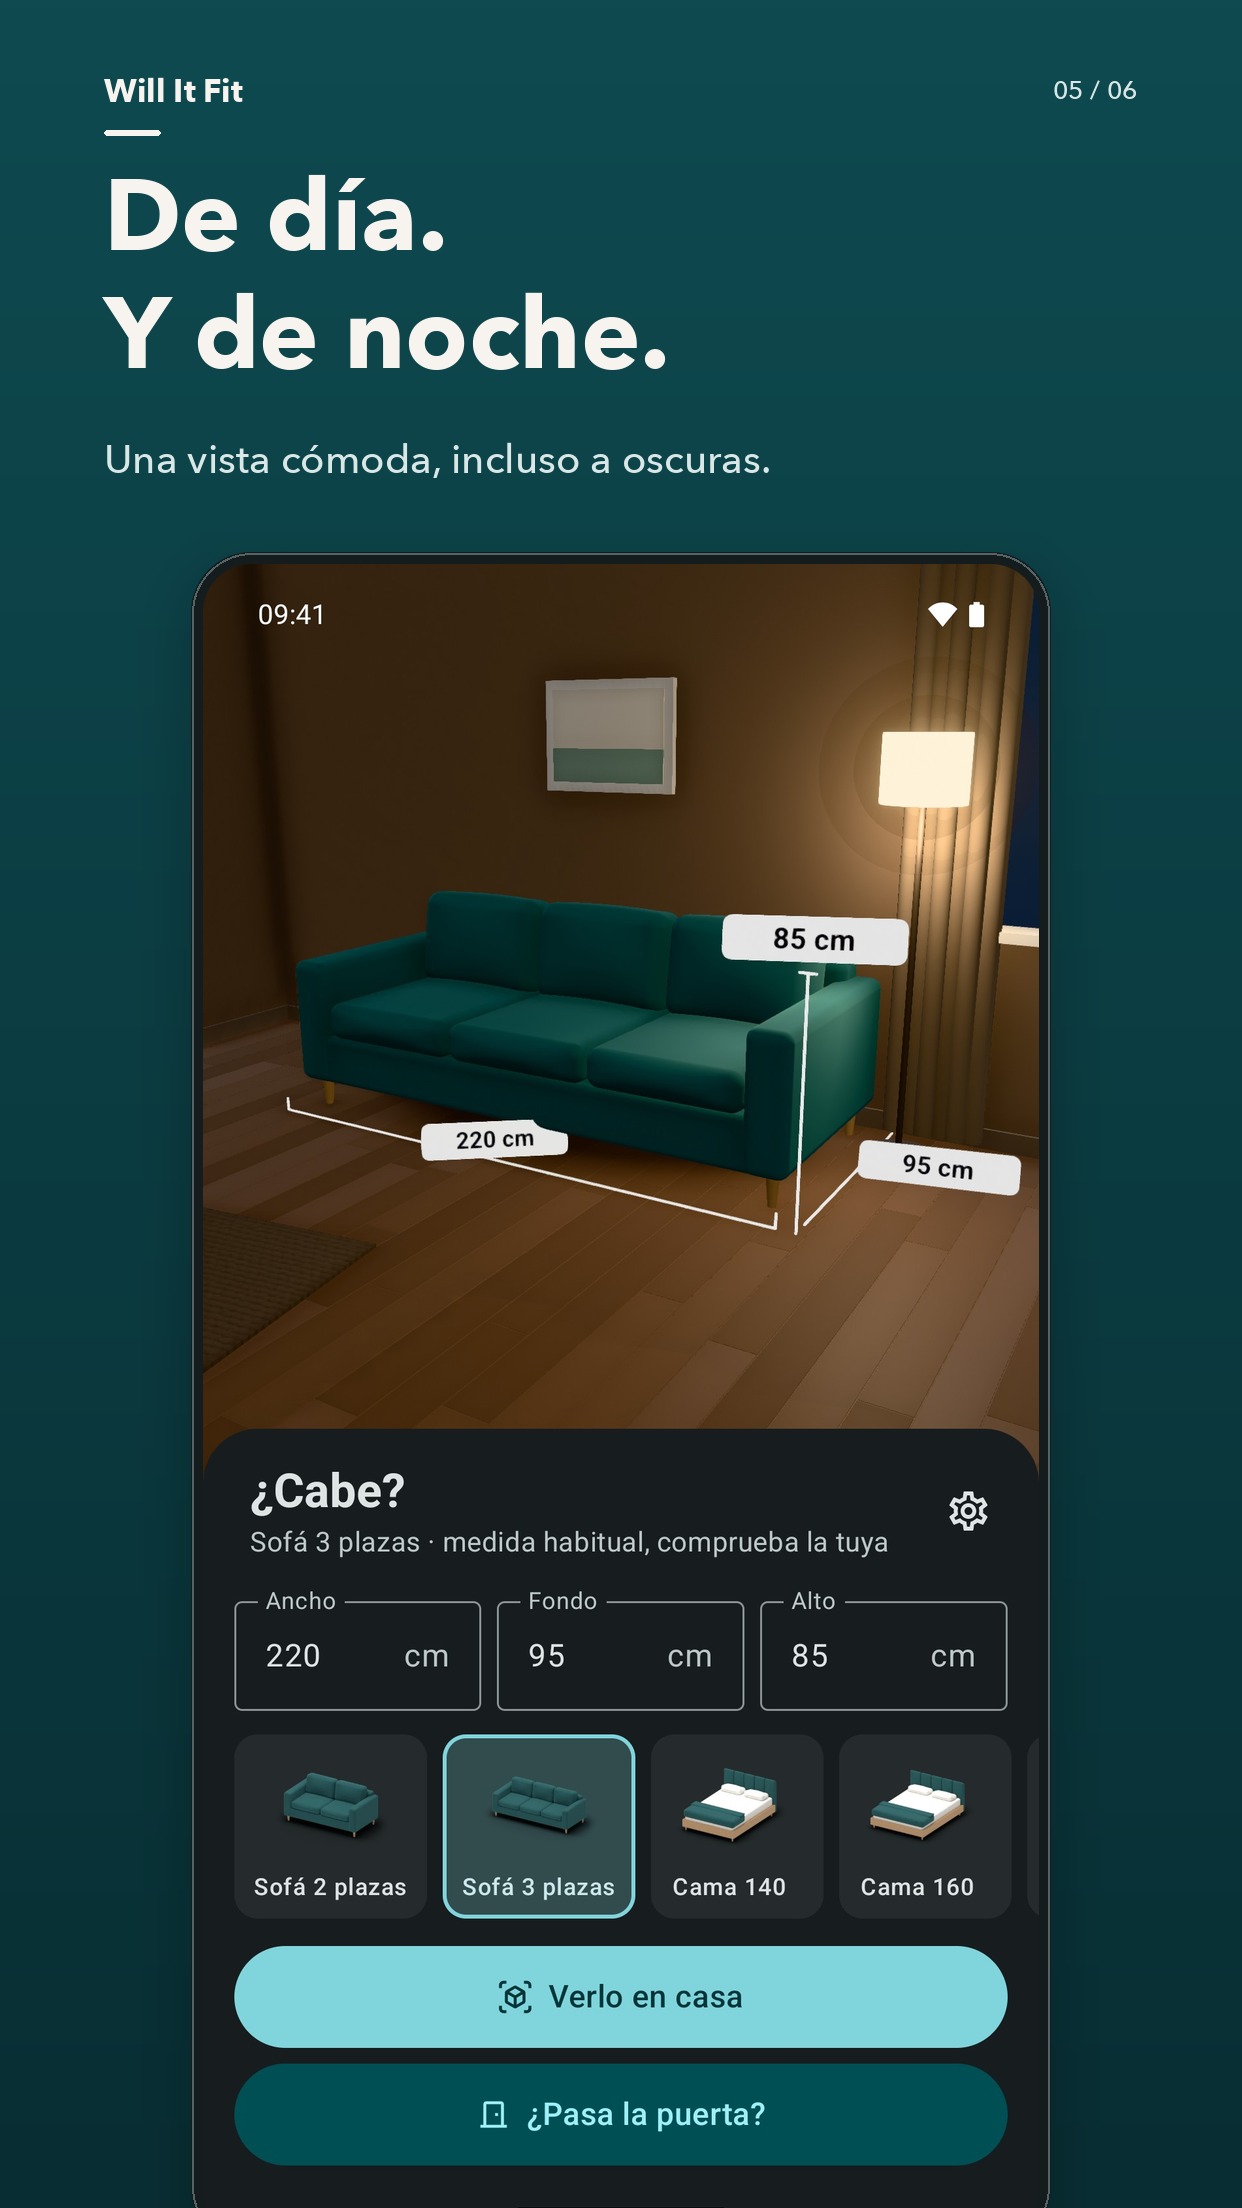 Will It Fit
05 / 06
De día.
Y de noche.
Una vista cómoda, incluso a oscuras.
09:41
85 cm
220 cm
95 cm
¿Cabe?
Sofá 3 plazas · medida habitual, comprueba la tuya
Ancho
Fondo
Alto
220 cm
95 cm
85 cm
Sofá 2 plazas
Sofá 3 plazas
Cama 140
Cama 160
Verlo en casa
¿Pasa la puerta?